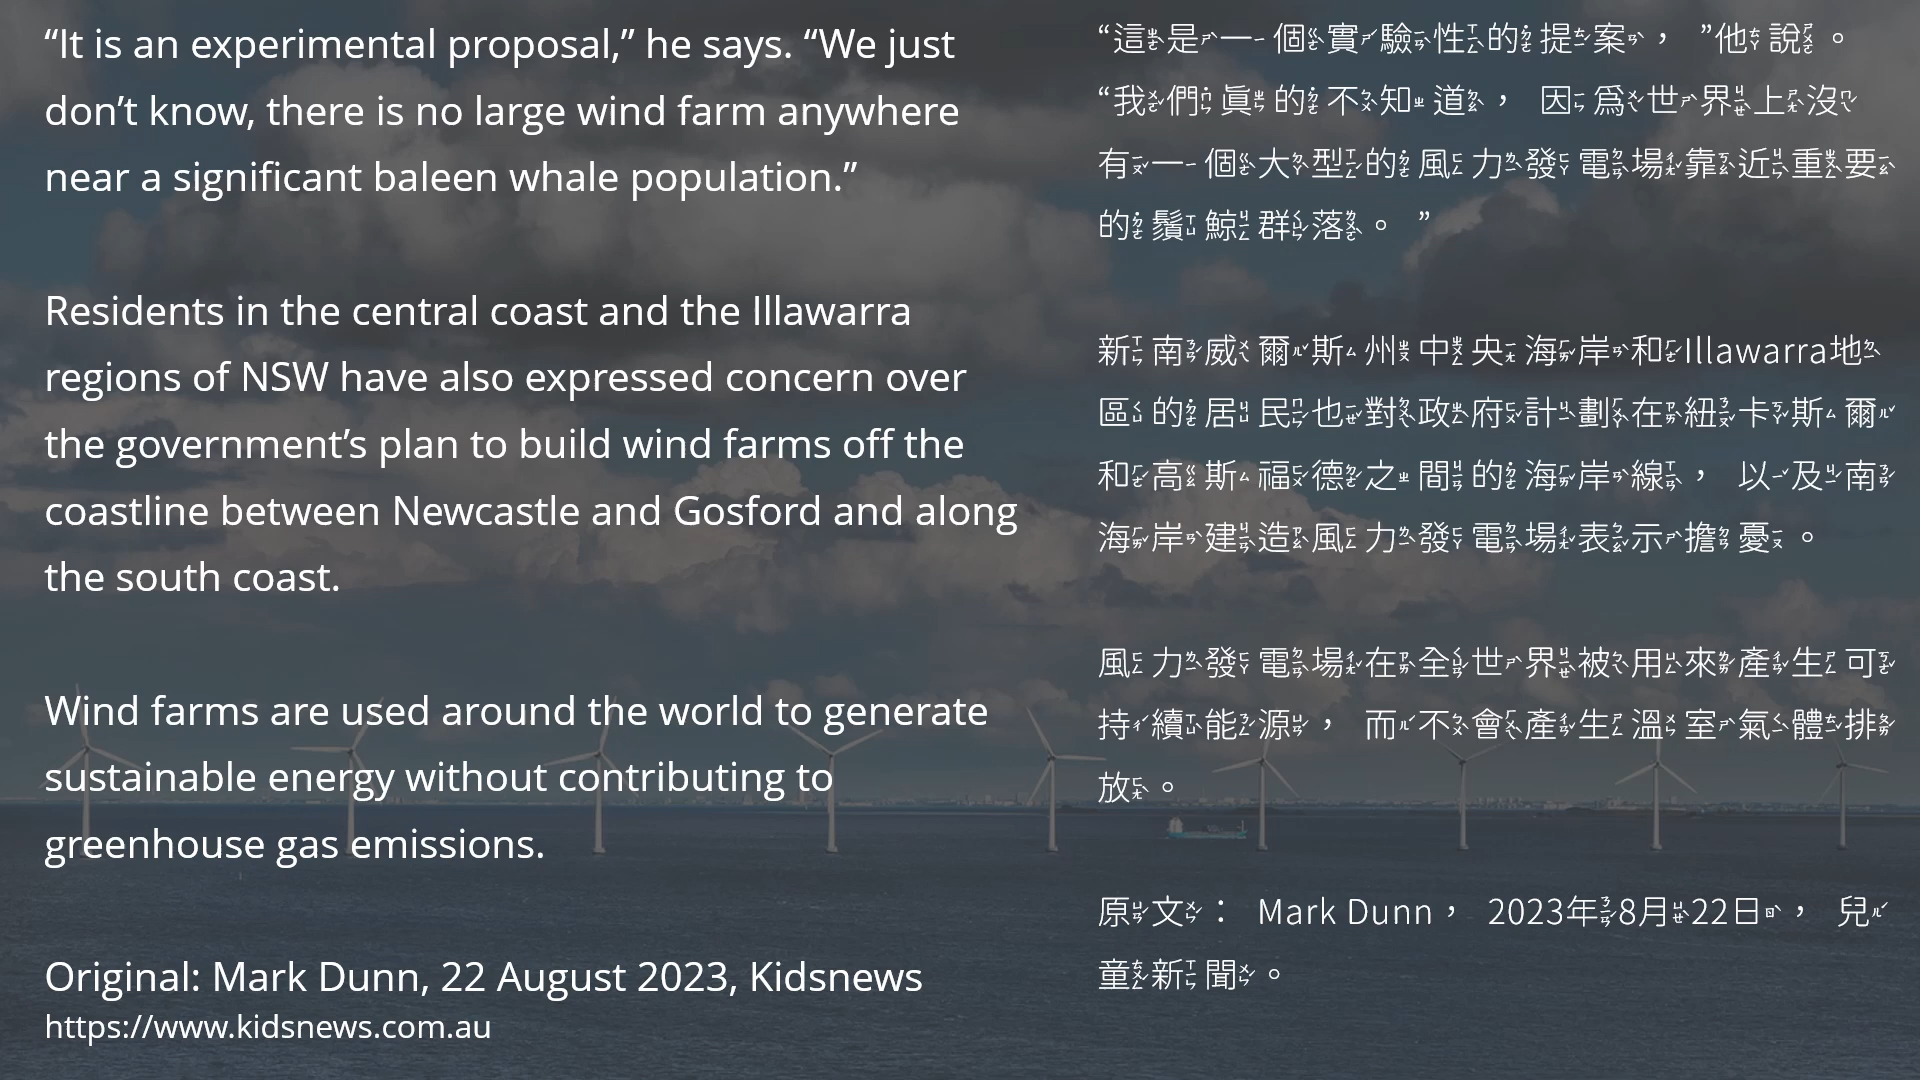 “It is an experimental proposal,” he says. “We just
don’t know, there is no large wind farm anywhere
near a significant baleen whale population.”
Residents in the central coast and the Illawarra
regions of NSW have also expressed concern over
the government’s plan to build wind farms off the
coastline between Newcastle and Gosford and along
the south coast.
Wind farms are used around the world to generate
sustainable energy without contributing to
greenhouse gas emissions.
Original: Mark Dunn, 22 August 2023, Kidsnews
https://www.kidsnews.com.au
“這是一個實驗性的提案， ”他說。
“我們眞的不知道， 因爲世界上沒
有一個大型的風力發電場靠近重要
的鬚鯨群落。 ”
新南威爾斯州中央海岸和Illawarra地
區的居民也對政府計劃在紐卡斯爾
和高斯福德之間的海岸線， 以及南
海岸建造風力發電場表示擔憂。
風力發電場在全世界被用來產生可
持續能源， 而不會產生溫室氣體排
放。
原文： Mark Dunn， 2023年8月22日， 兒
童新聞。